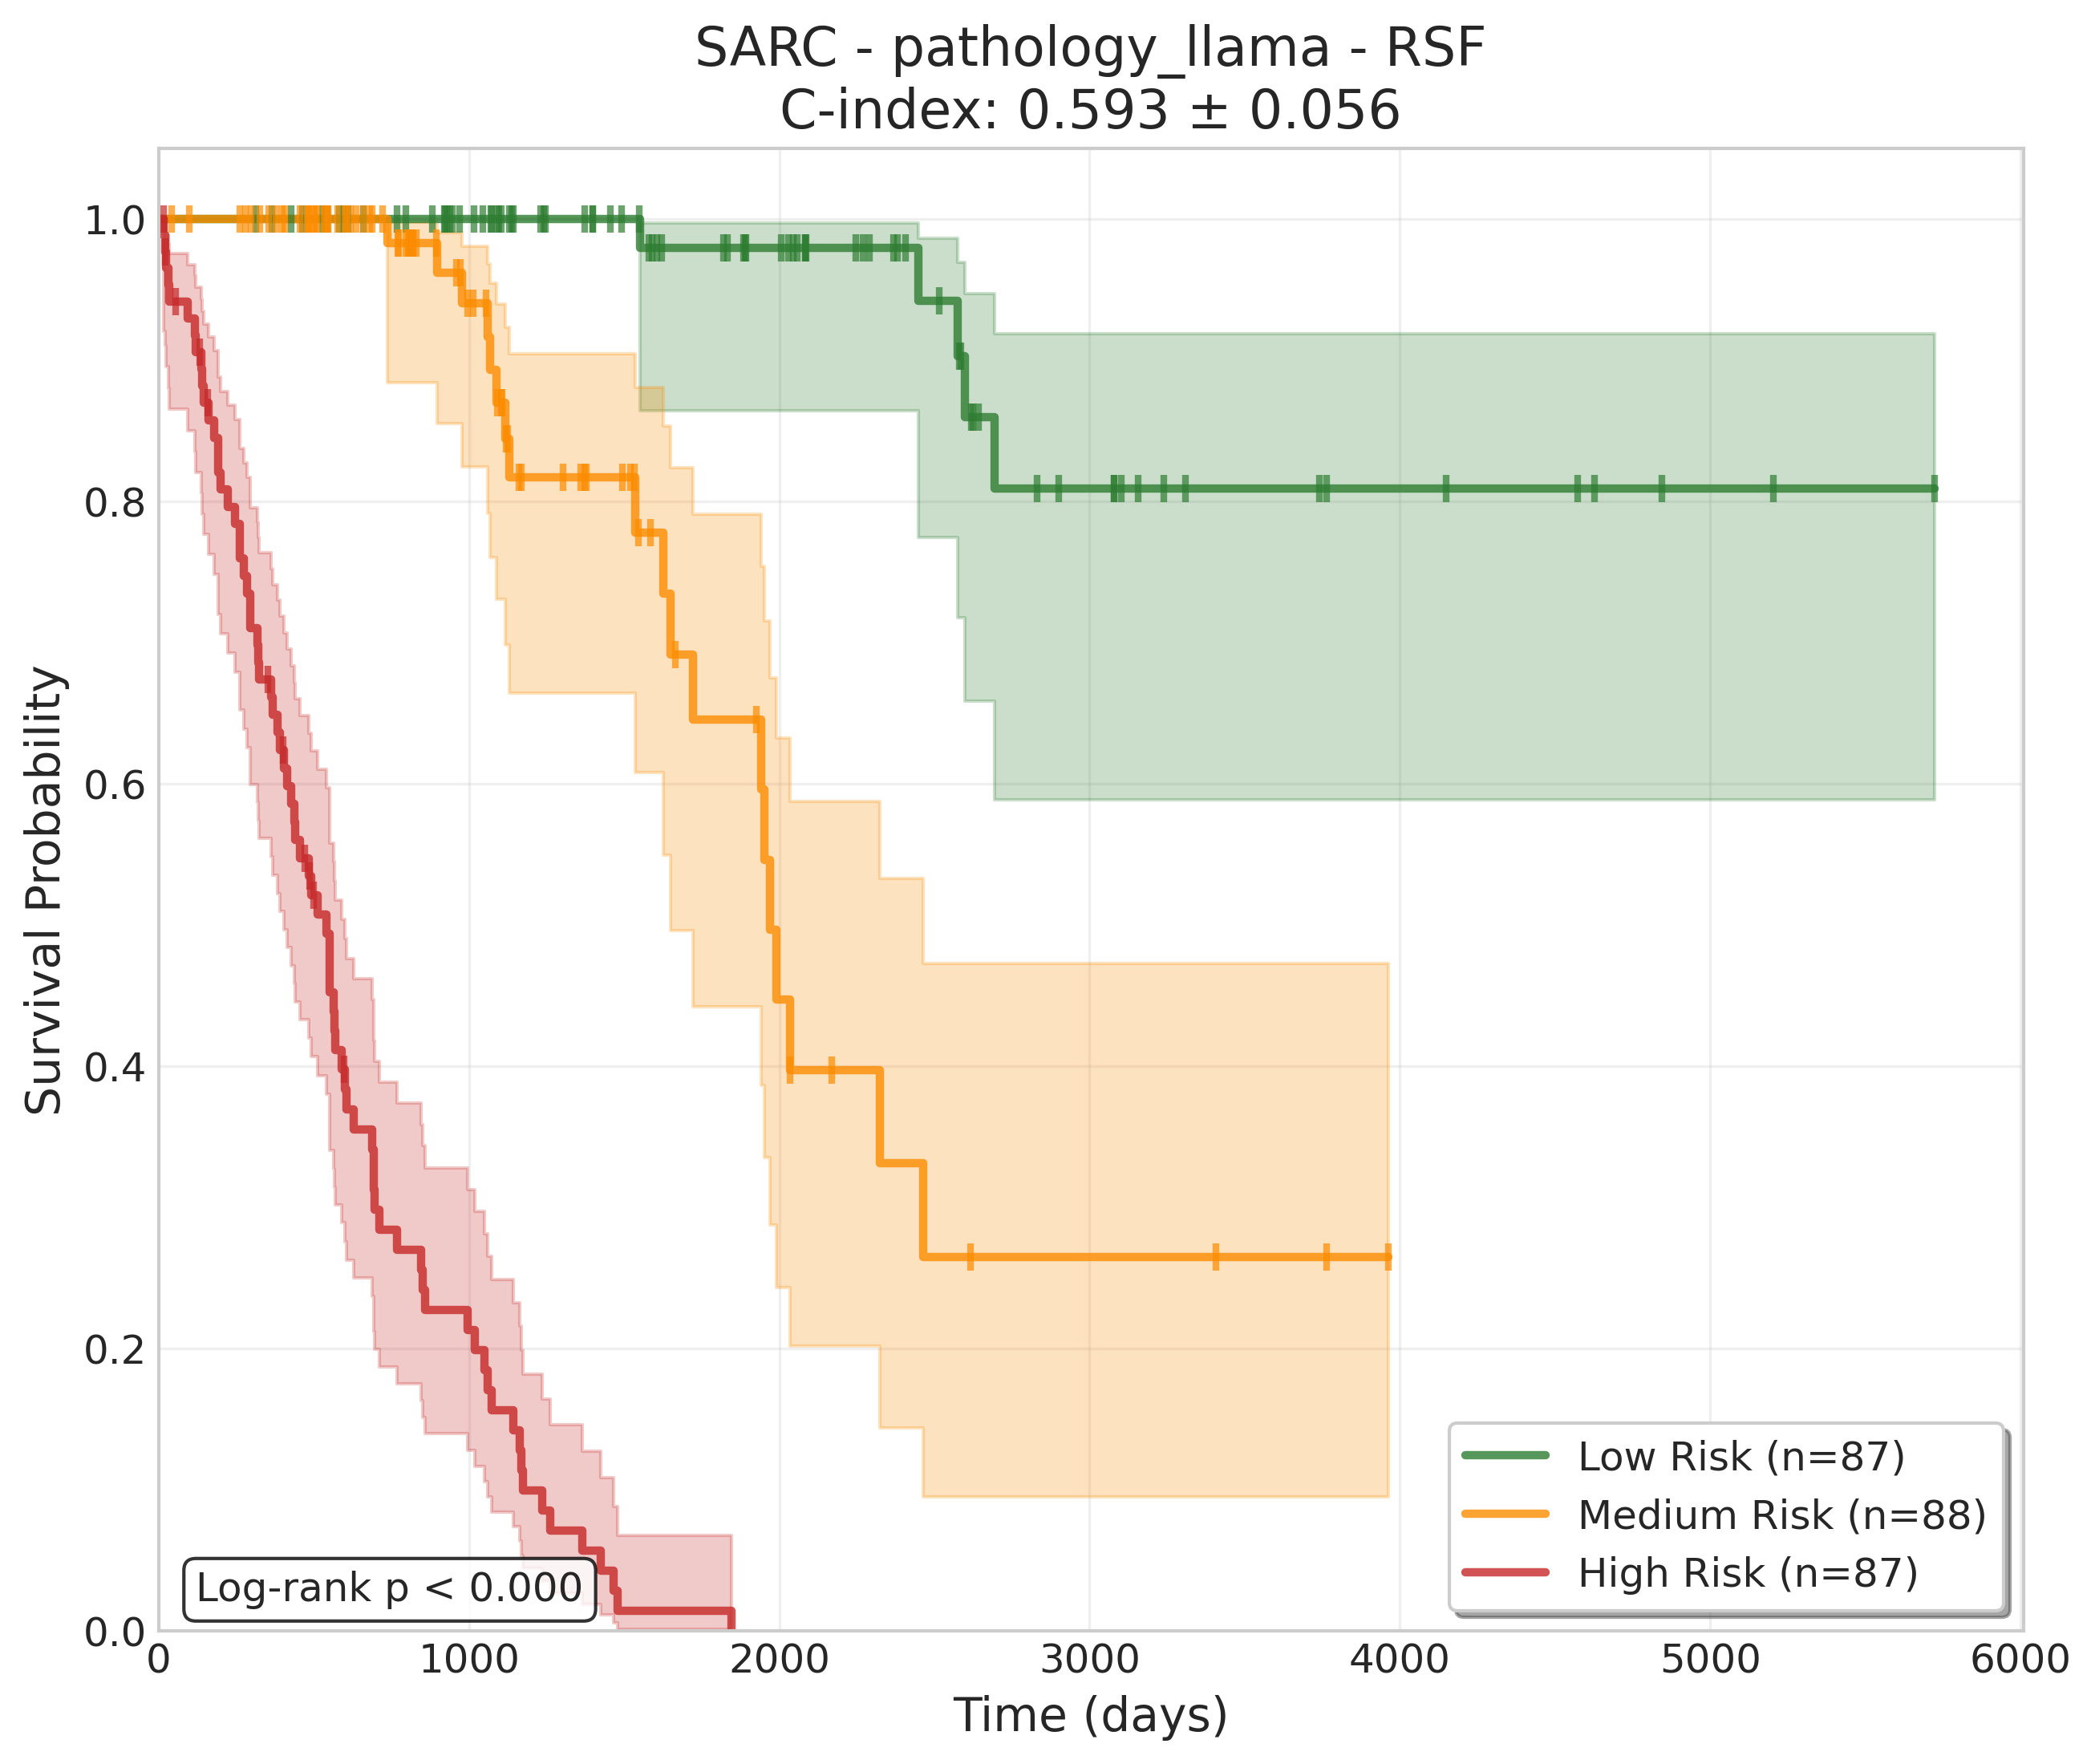 SARC - pathology_llama - RSF
C-index: 0.593 ± 0.056
Survival Probability
1.0
0.8
0.6
0.4
0.2
0.0
Log-rank p < 0.000
Low Risk (n=87)
Medium Risk (n=88)
High Risk (n=87)
0 1000 2000 3000 4000 5000 6000
Time (days)